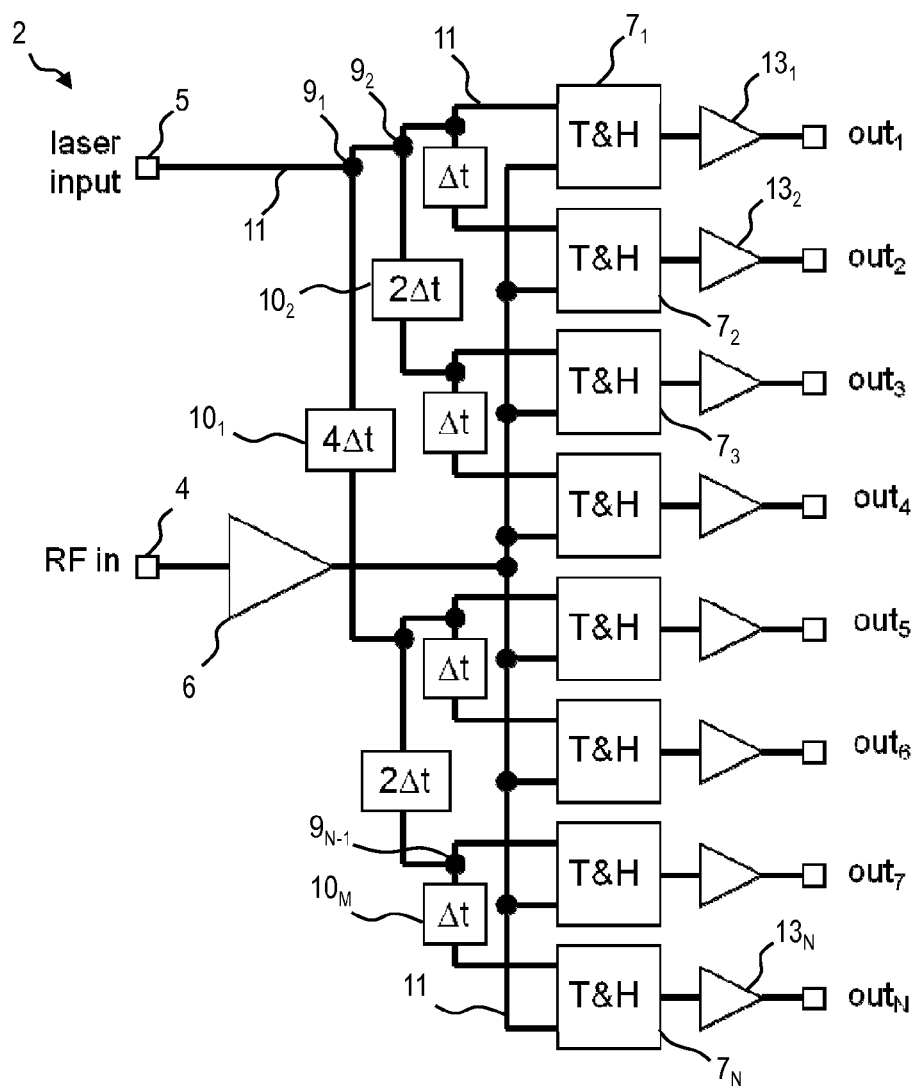 2
5
laser
input
11
9₁
9₂
11
7₁
T&H
13₁
out₁
Δt
T&H
13₂
out₂
7₂
10₂
2Δt
T&H
out₃
7₃
Δt
10₁
4Δt
T&H
out₄
4
RF in
6
T&H
out₅
Δt
T&H
out₆
2Δt
9N-1
T&H
out₇
10M
Δt
13N
T&H
outN
11
7N